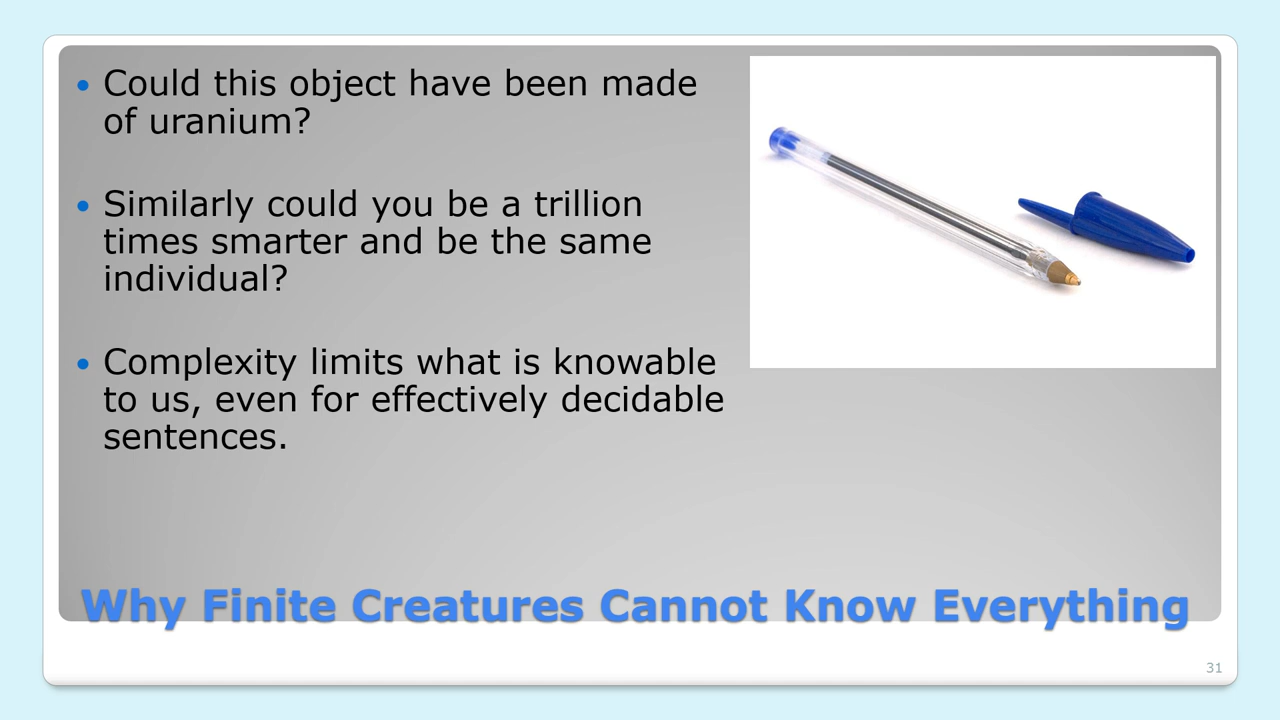 Could this object have been made
of uranium?
Similarly could you be a trillion
times smarter and be the same
individual?
Complexity limits what is knowable
to us, even for effectively decidable
sentences.
Why Finite Creatures Cannot Know Everything
31